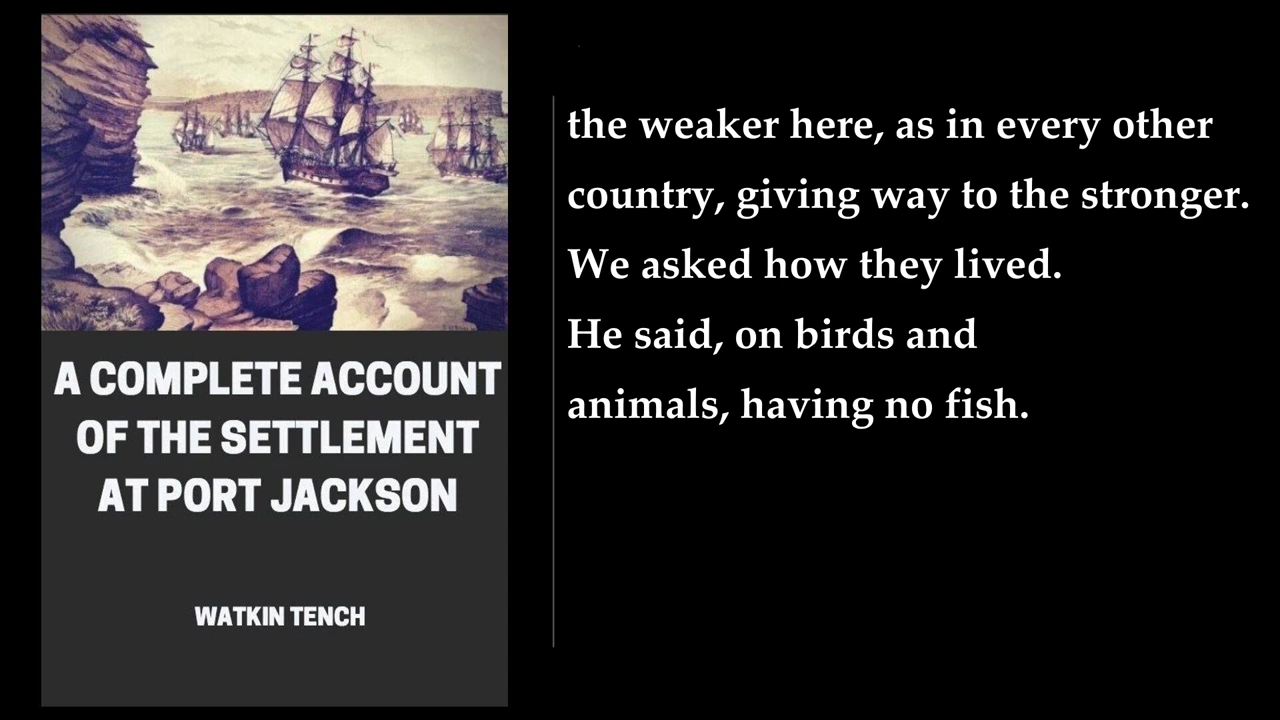 A COMPLETE ACCOUNT
OF THE SETTLEMENT
AT PORT JACKSON
WATKIN TENCH
the weaker here, as in every other
country, giving way to the stronger.
We asked how they lived.
He said, on birds and
animals, having no fish.